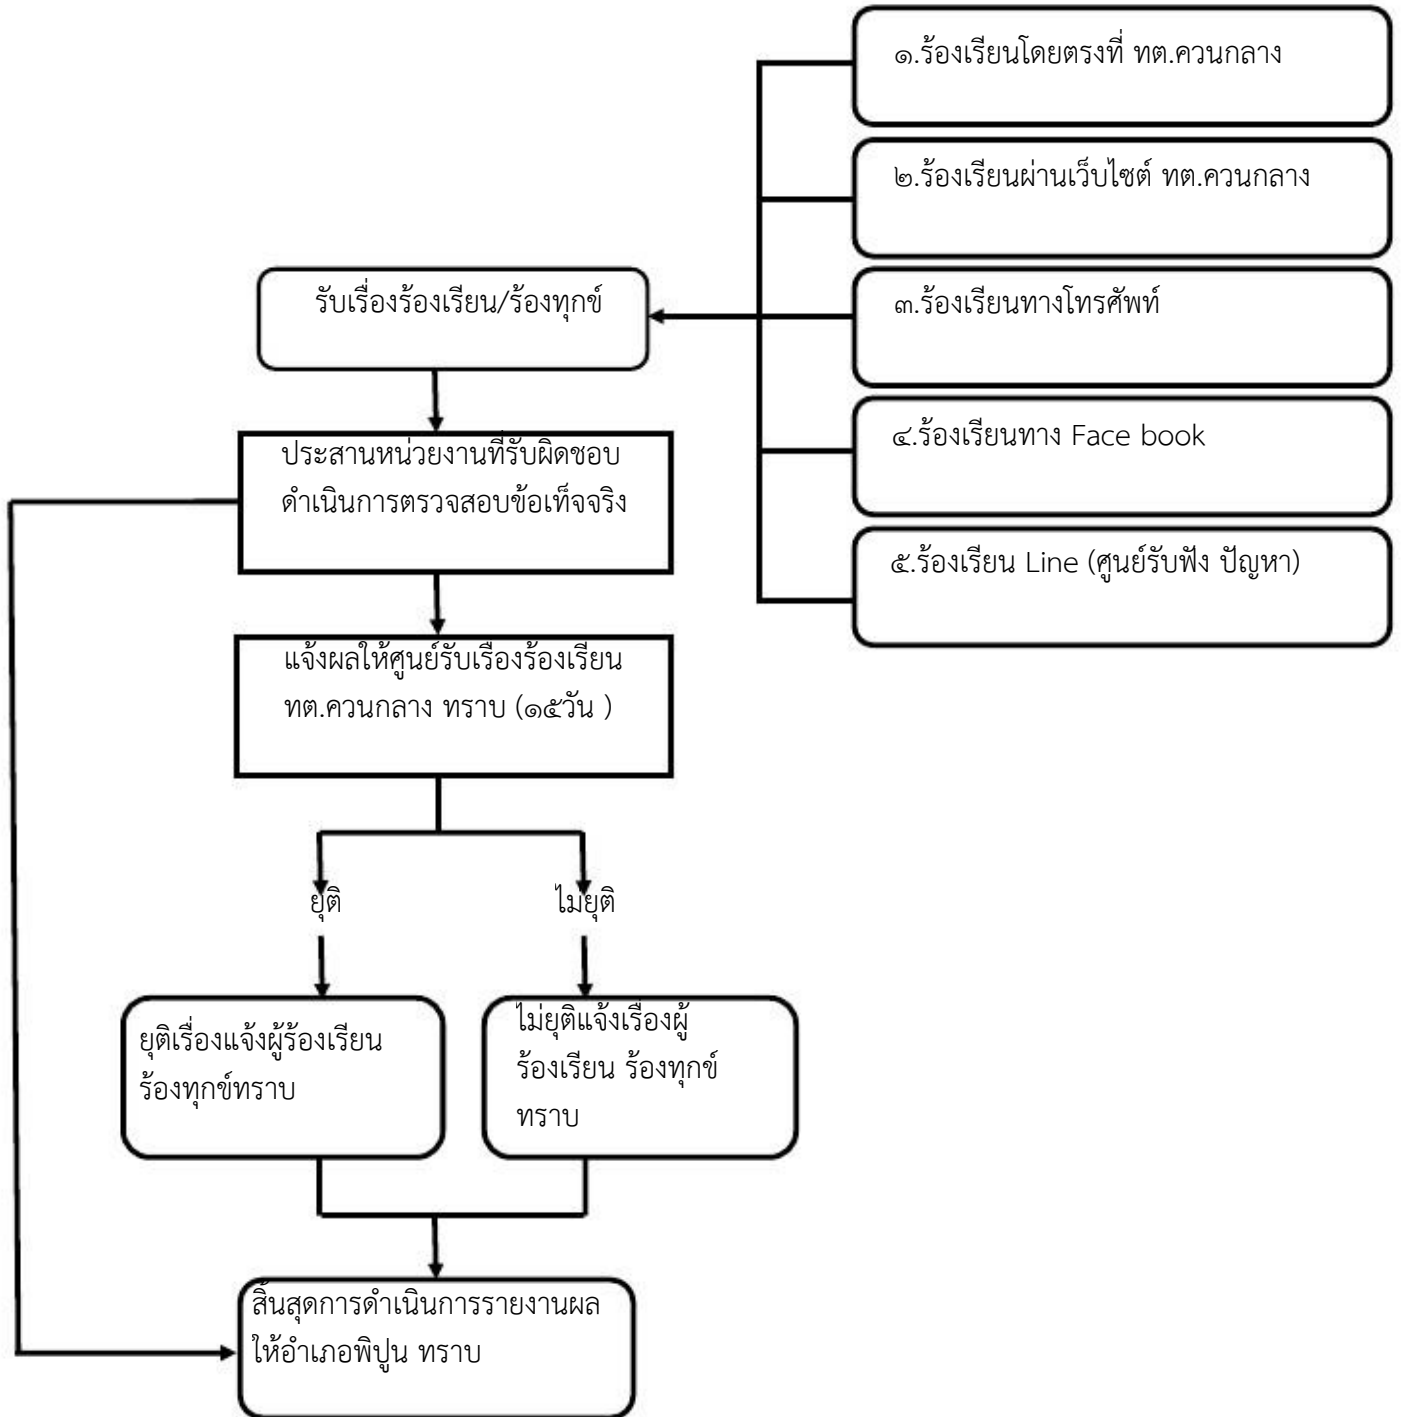 ๑.ร้องเรียนโดยตรงที่ ทต.ควนกลาง
๒.ร้องเรียนผ่านเว็บไซต์ ทต.ควนกลาง
๓.ร้องเรียนทางโทรศัพท์
๔.ร้องเรียนทาง Face book
๕.ร้องเรียน Line (ศูนย์รับฟัง ปัญหา)
รับเรื่องร้องเรียน/ร้องทุกข์
ประสานหน่วยงานที่รับผิดชอบ
ดำเนินการตรวจสอบข้อเท็จจริง
แจ้งผลให้ศูนย์รับเรื่องร้องเรียน
ทต.ควนกลาง ทราบ (๑๕วัน )
ยุติ
ไม่ยุติ
ยุติเรื่องแจ้งผู้ร้องเรียน
ร้องทุกข์ทราบ
ไม่ยุติแจ้งเรื่องผู้
ร้องเรียน ร้องทุกข์
ทราบ
สิ้นสุดการดำเนินการรายงานผล
ให้อำเภอพิปูน ทราบ